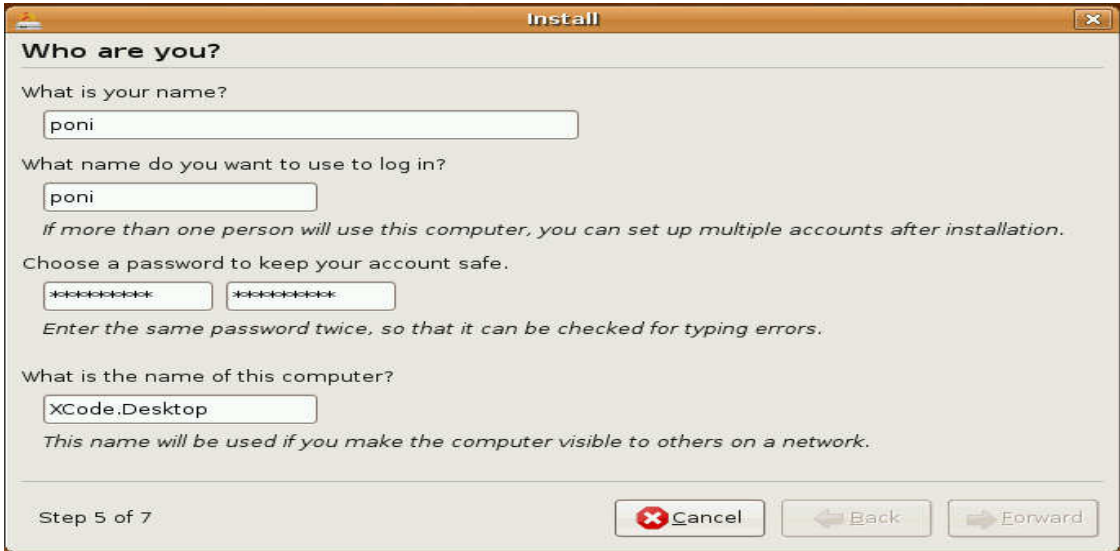 Install
Who are you?
What is your name?
poni
What name do you want to use to log in?
poni
If more than one person will use this computer, you can set up multiple accounts after installation.
Choose a password to keep your account safe.
********** **********
Enter the same password twice, so that it can be checked for typing errors.
What is the name of this computer?
XCode.Desktop
This name will be used if you make the computer visible to others on a network.
Step 5 of 7 Cancel Back Forward